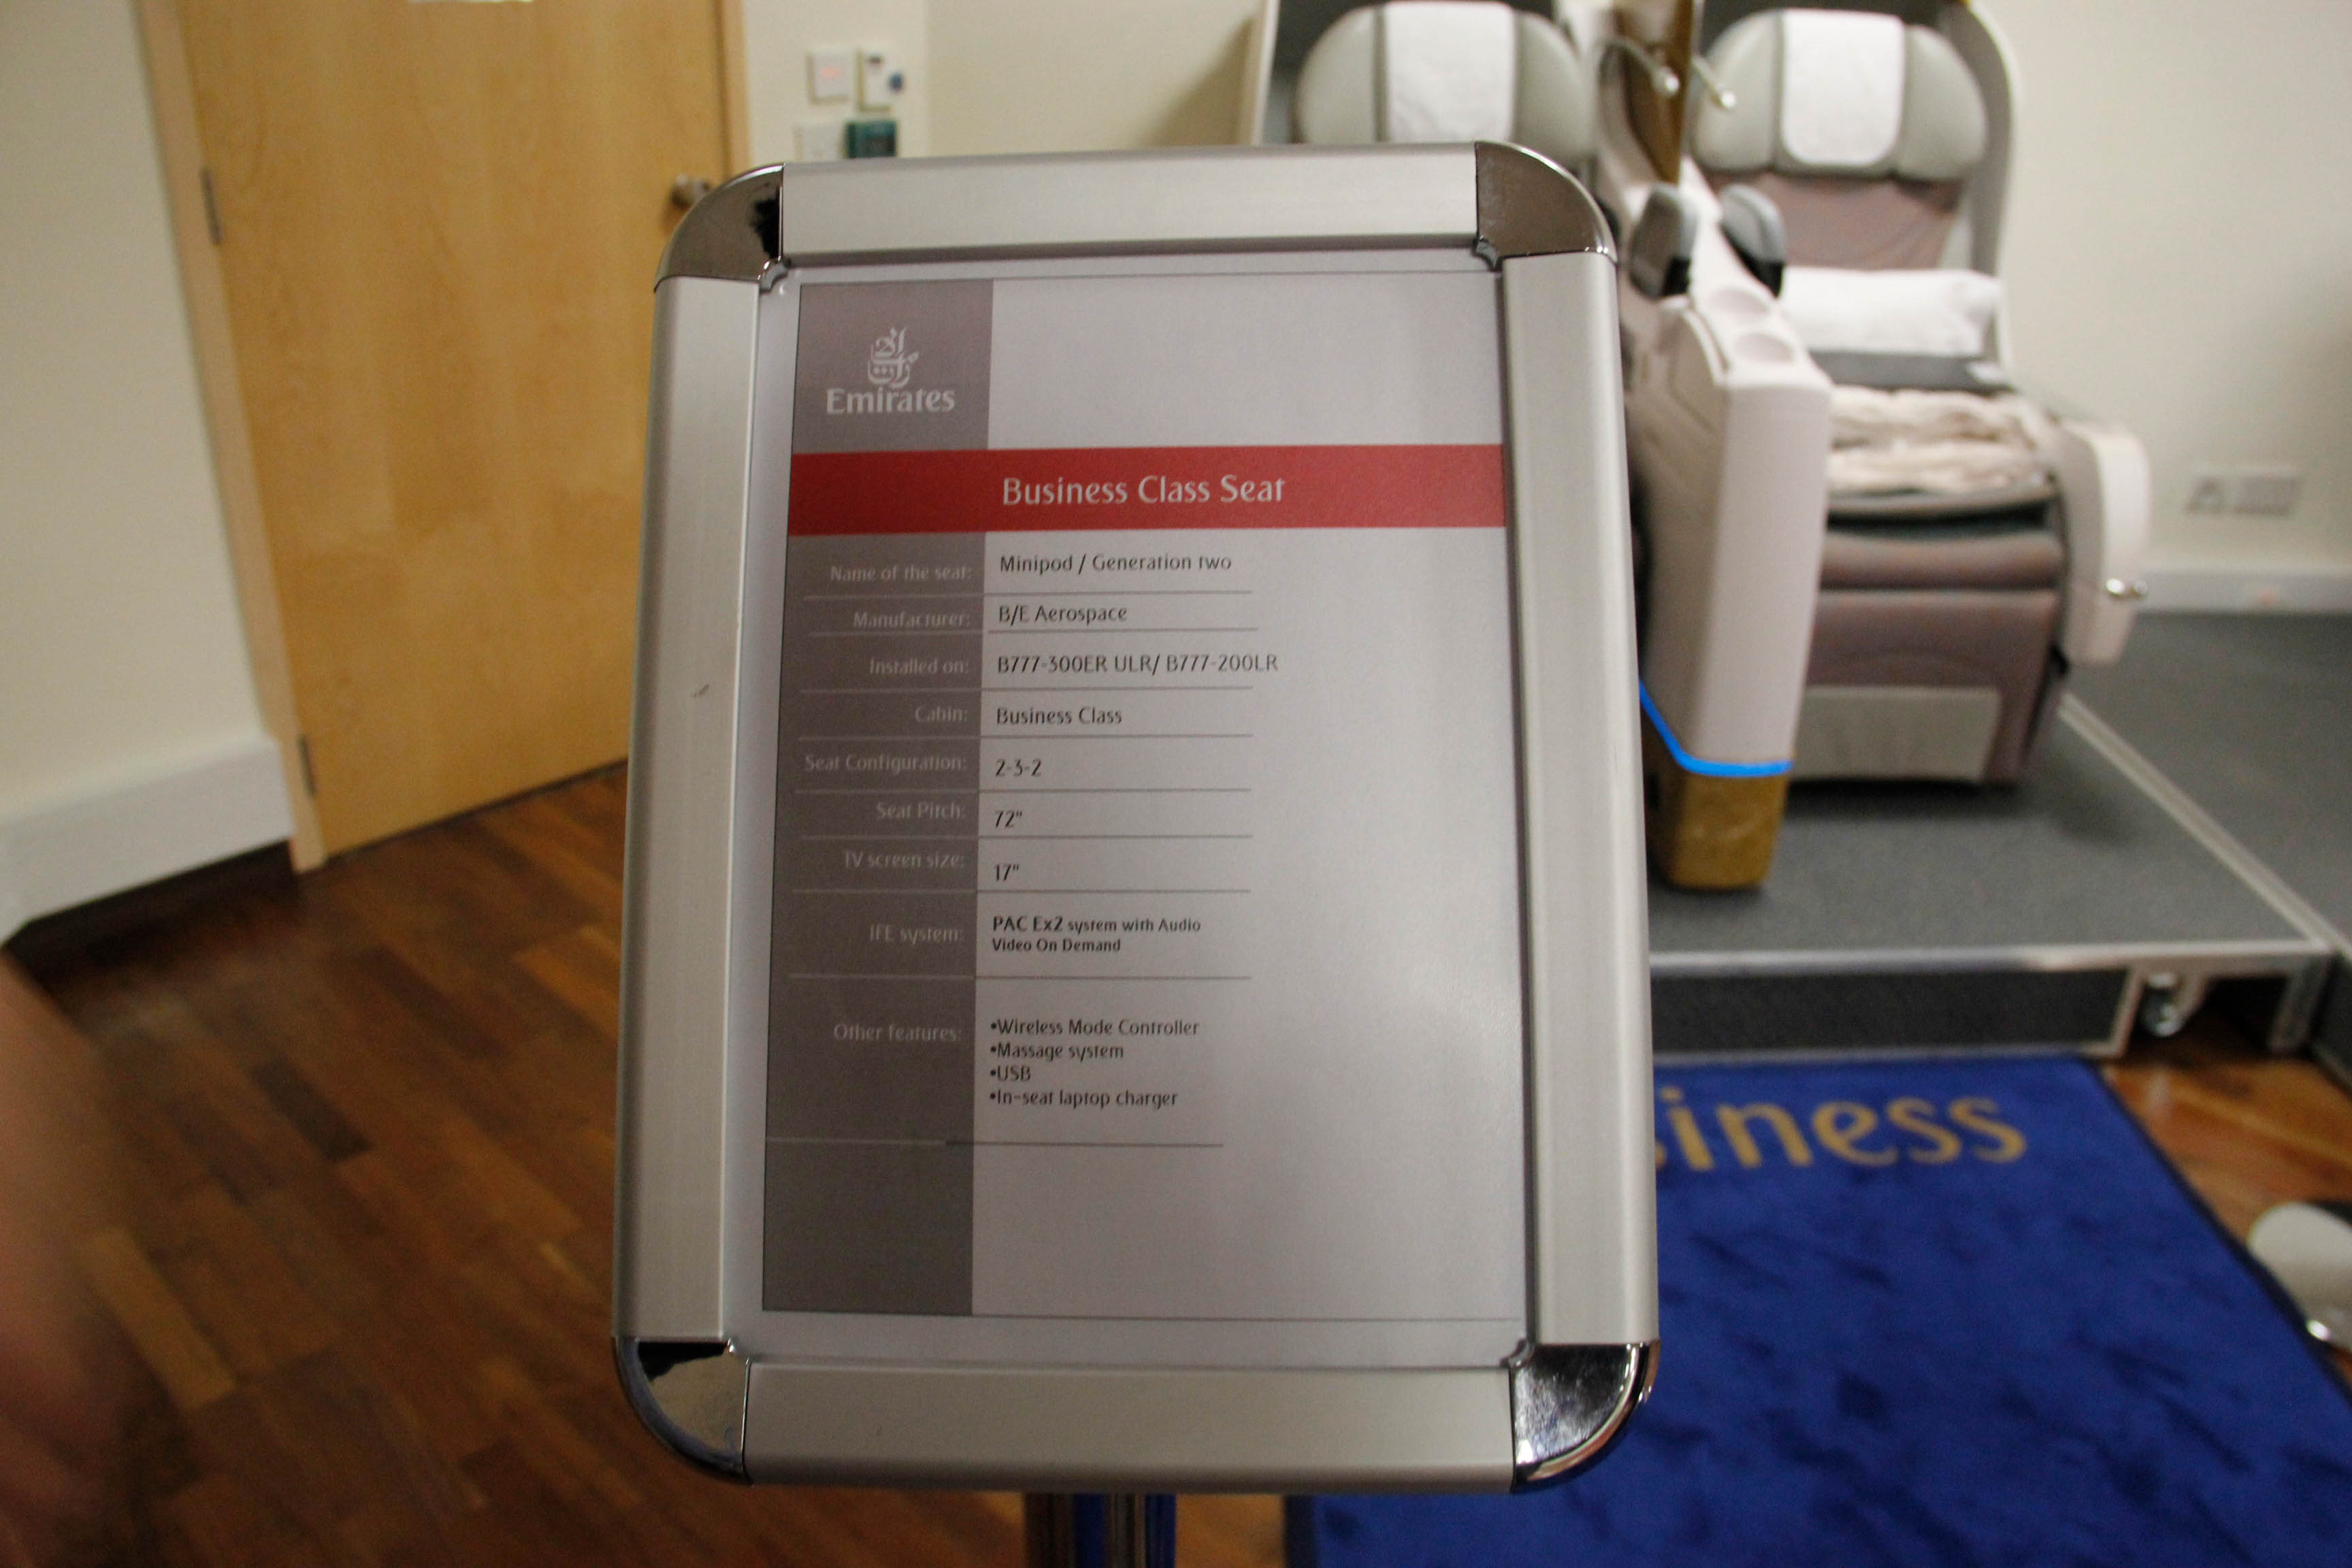 Emirates
Business Class Seat
Name of the seat: Minipod / Generation two
Manufacturer: B/E Aerospace
Installed on: B777-300ER ULR/ B777-200LR
Cabin: Business Class
Seat Configuration: 2-3-2
Seat Pitch: 72"
TV screen size: 17"
IFE system: PAC Ex2 system with Audio
Video On Demand
Other features: •Wireless Mode Controller
•Massage system
•USB
•In-seat laptop charger
siness